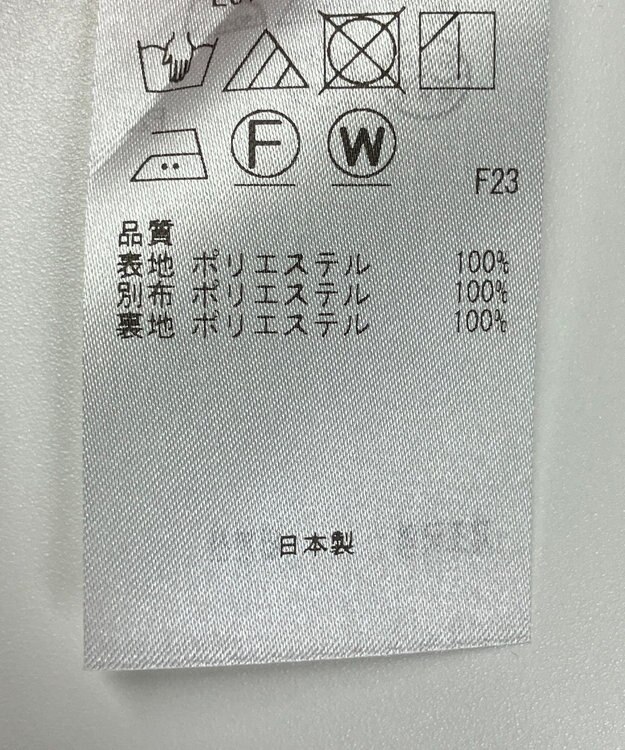 F
W
F23
品質
表地 ポリエステル 100%
別布 ポリエステル 100%
裏地 ポリエステル 100%
日本製